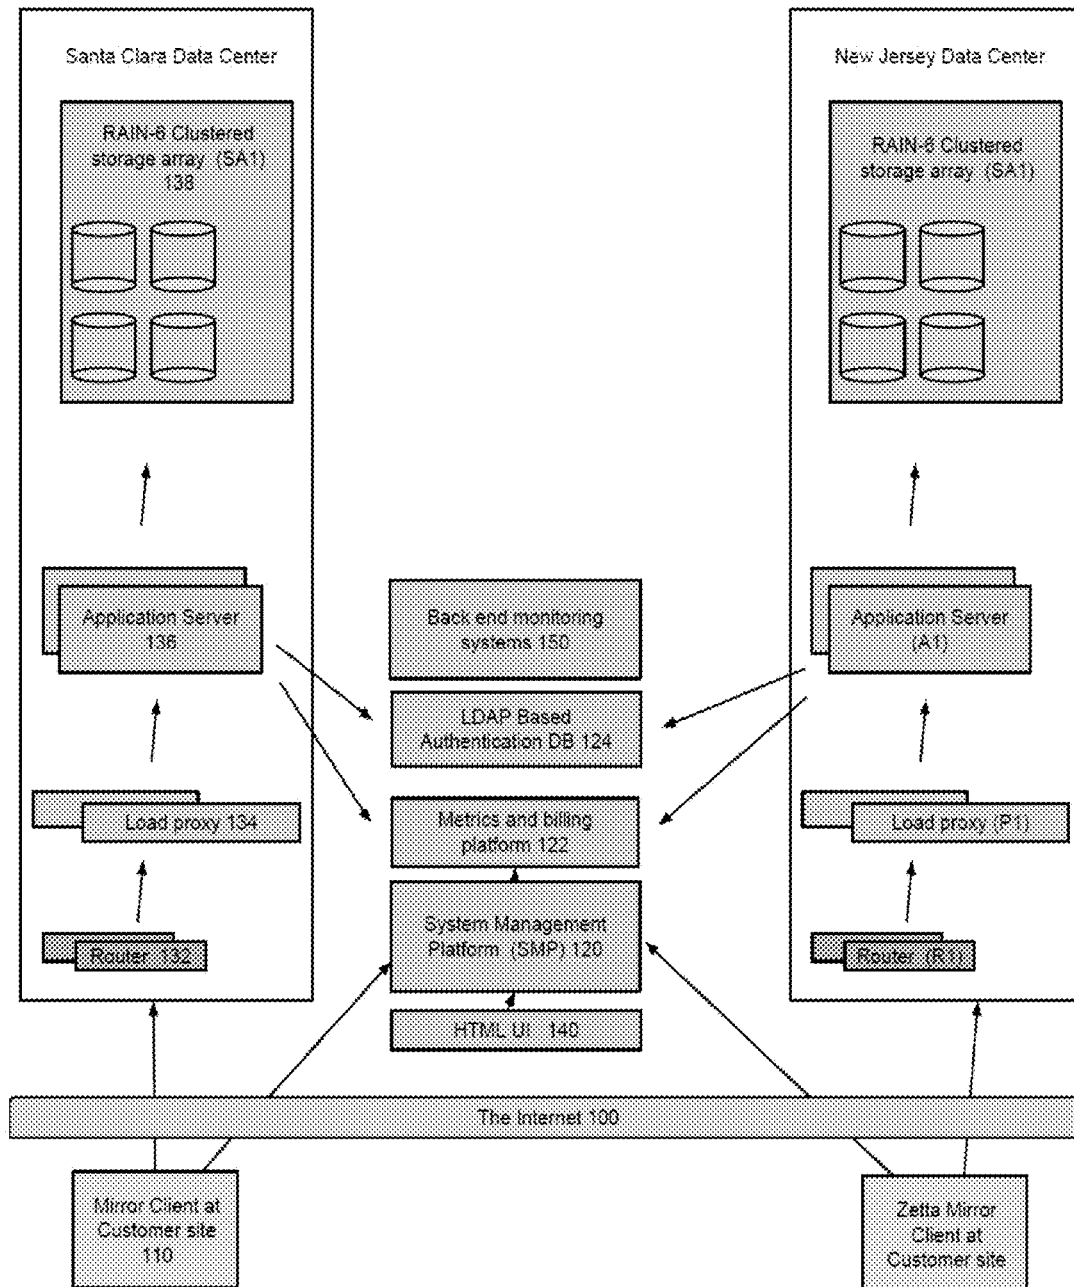 Santa Clara Data Center
RAIN-6 Clustered
storage array (SA1)
138
Application Server
136
Load proxy 134
Router 132
Back end monitoring
systems 150
LDAP Based
Authentication DB 124
Metrics and billing
platform 122
System Management
Platform (SMP) 120
HTML UI 140
New Jersey Data Center
RAIN-6 Clustered
storage array (SA1)
Application Server
(A1)
Load proxy (P1)
Router (R1)
The Internet 100
Mirror Client at
Customer site
110
Zetta Mirror
Client at
Customer site